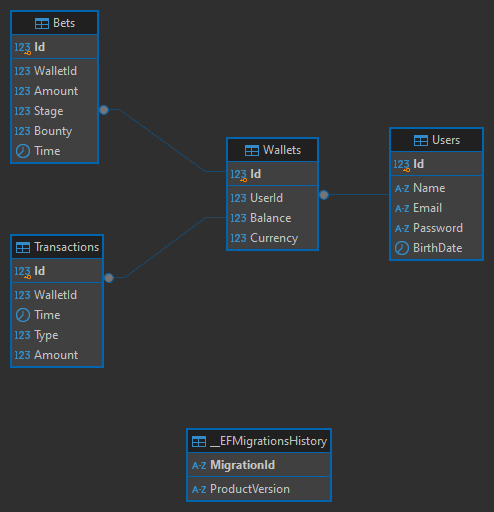 Bets
123 Id
123 WalletId
123 Amount
123 Stage
123 Bounty
Time
Wallets
123 Id
123 UserId
123 Balance
123 Currency
Users
123 Id
A-Z Name
A-Z Email
A-Z Password
BirthDate
Transactions
123 Id
123 WalletId
Time
123 Type
123 Amount
__EFMigrationsHistory
A-Z MigrationId
A-Z ProductVersion